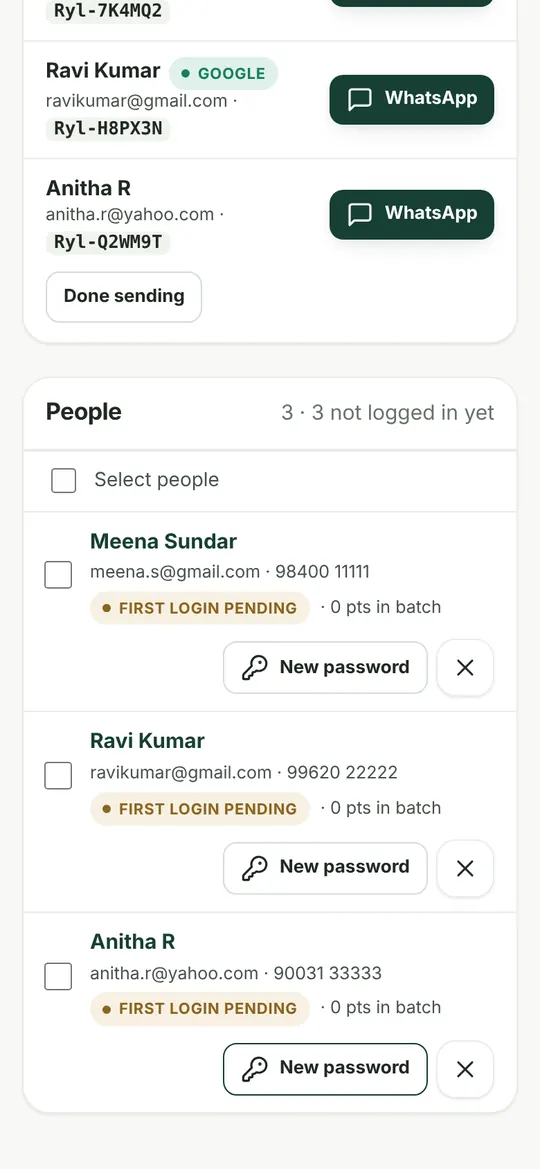 Ryl-7K4MQ2
Ravi Kumar GOOGLE
ravikumar@gmail.com ·
Ryl-H8PX3N
WhatsApp
Anitha R
anitha.r@yahoo.com ·
Ryl-Q2WM9T
WhatsApp
Done sending
People 3 · 3 not logged in yet
Select people
Meena Sundar
meena.s@gmail.com · 98400 11111
FIRST LOGIN PENDING · 0 pts in batch
New password
Ravi Kumar
ravikumar@gmail.com · 99620 22222
FIRST LOGIN PENDING · 0 pts in batch
New password
Anitha R
anitha.r@yahoo.com · 90031 33333
FIRST LOGIN PENDING · 0 pts in batch
New password